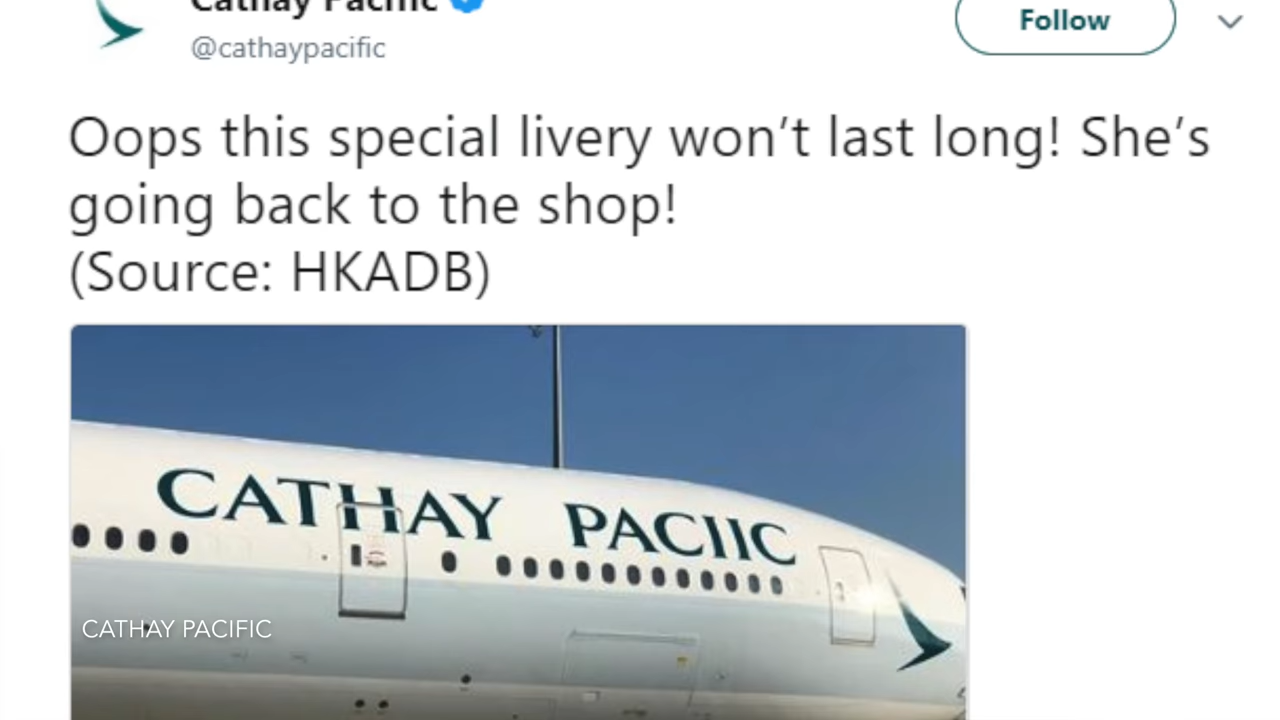 Cathay Pacific
@cathaypacific
Follow
Oops this special livery won’t last long! She’s
going back to the shop!
(Source: HKADB)
CATHAY PACIIC
CATHAY PACIFIC